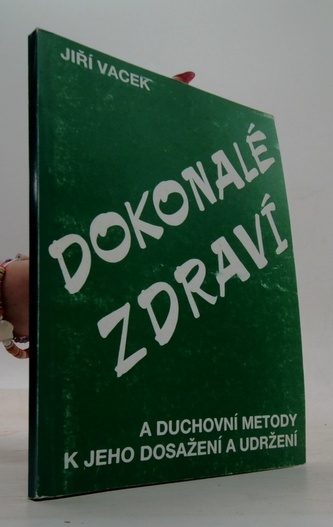 JIŘÍ VACEK
DOKONALÉ
ZDRAVÍ
A DUCHOVNÍ METODY
K JEHO DOSAŽENÍ A UDRŽENÍ